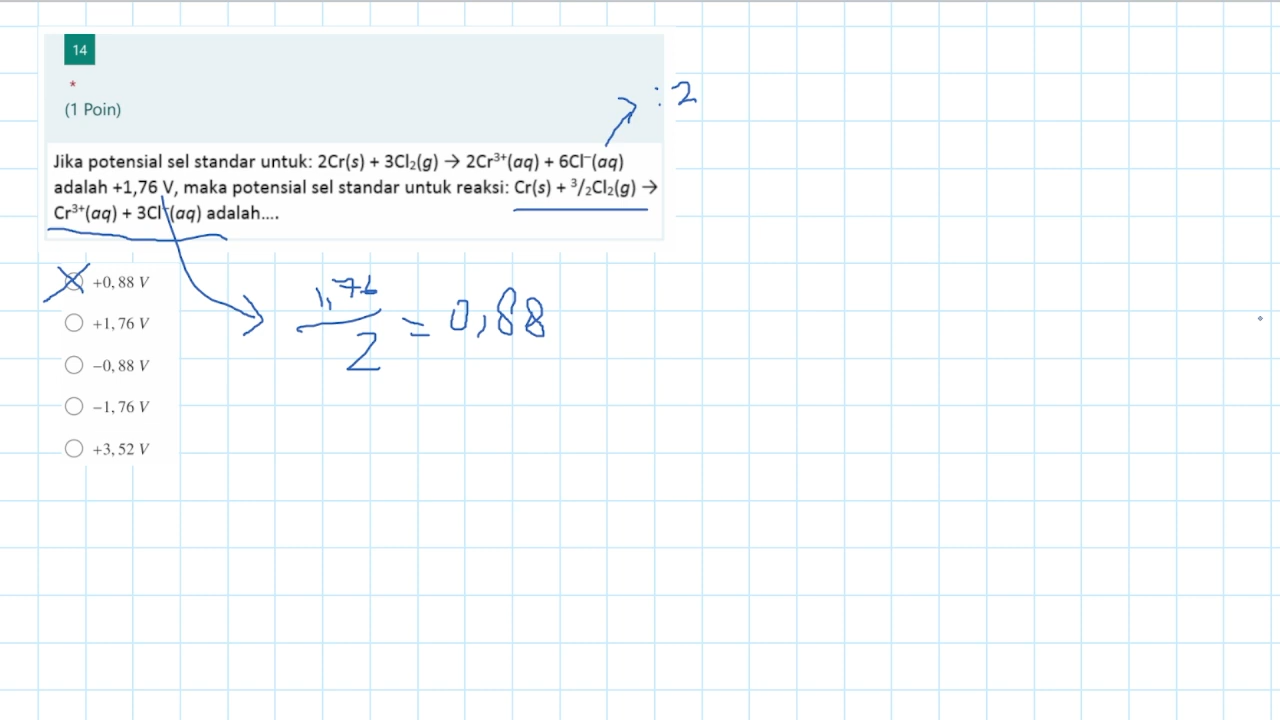 14
*
(1 Poin)
: 2
Jika potensial sel standar untuk: 2Cr(s) + 3Cl₂(g) → 2Cr³⁺(aq) + 6Cl⁻(aq)
adalah +1,76 V, maka potensial sel standar untuk reaksi: Cr(s) + ³/₂Cl₂(g) →
Cr³⁺(aq) + 3Cl⁻(aq) adalah....
+0, 88 V
+1, 76 V
−0, 88 V
−1, 76 V
+3, 52 V
1,76
2
= 0,88